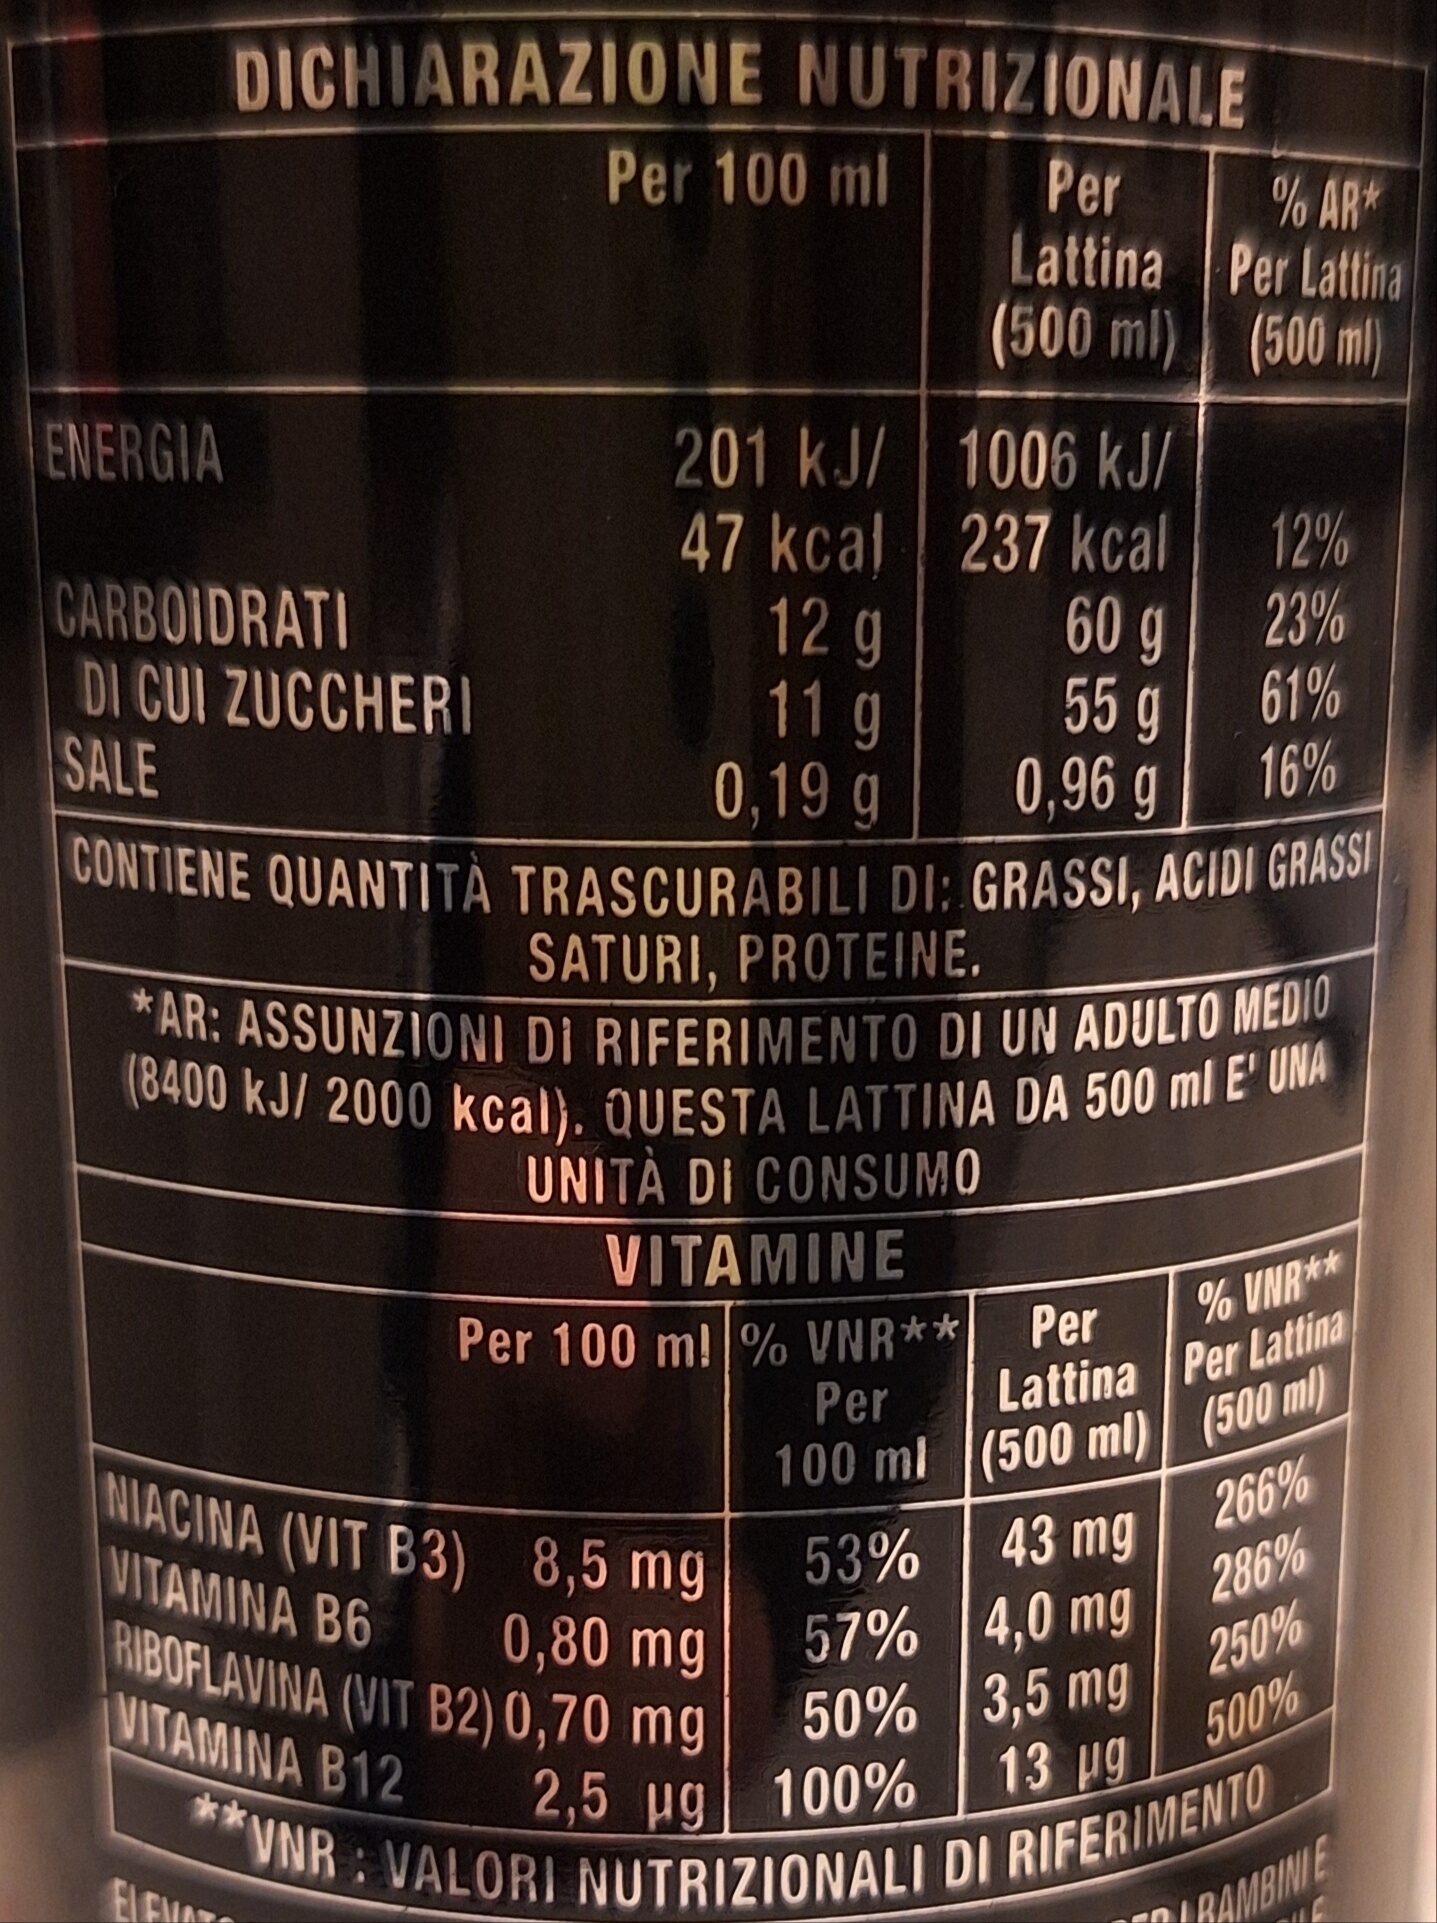 DICHIARAZIONE NUTRIZIONALE
Per 100 ml Per Lattina (500 ml) % AR* Per Lattina (500 ml)
ENERGIA 201 kJ/ 1006 kJ/
47 kcal 237 kcal 12%
CARBOIDRATI 12 g 60 g 23%
DI CUI ZUCCHERI 11 g 55 g 61%
SALE 0,19 g 0,96 g 16%
CONTIENE QUANTITÀ TRASCURABILI DI: GRASSI, ACIDI GRASSI
SATURI, PROTEINE.
*AR: ASSUNZIONI DI RIFERIMENTO DI UN ADULTO MEDIO
(8400 kJ/ 2000 kcal). QUESTA LATTINA DA 500 ml E' UNA
UNITÀ DI CONSUMO
VITAMINE
Per 100 ml % VNR** Per 100 ml Per Lattina (500 ml) % VNR** Per Lattina (500 ml)
NIACINA (VIT B3) 8,5 mg 53% 43 mg 266%
VITAMINA B6 0,80 mg 57% 4,0 mg 286%
RIBOFLAVINA (VIT B2) 0,70 mg 50% 3,5 mg 250%
VITAMINA B12 2,5 µg 100% 13 µg 500%
**VNR : VALORI NUTRIZIONALI DI RIFERIMENTO
BAMBINI E